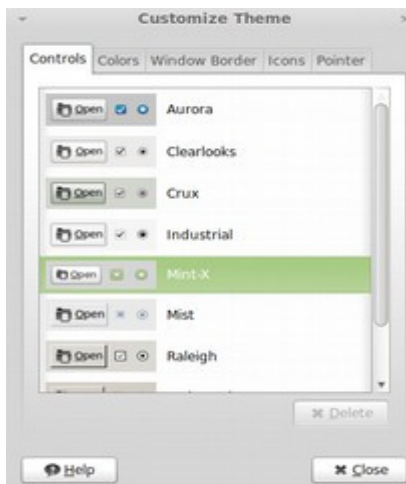 Customize Theme
Controls Colors Window Border Icons Pointer
Open Aurora
Open Clearlooks
Open Crux
Open Industrial
Open Mint-X
Open Mist
Open Raleigh
Delete
Help Close